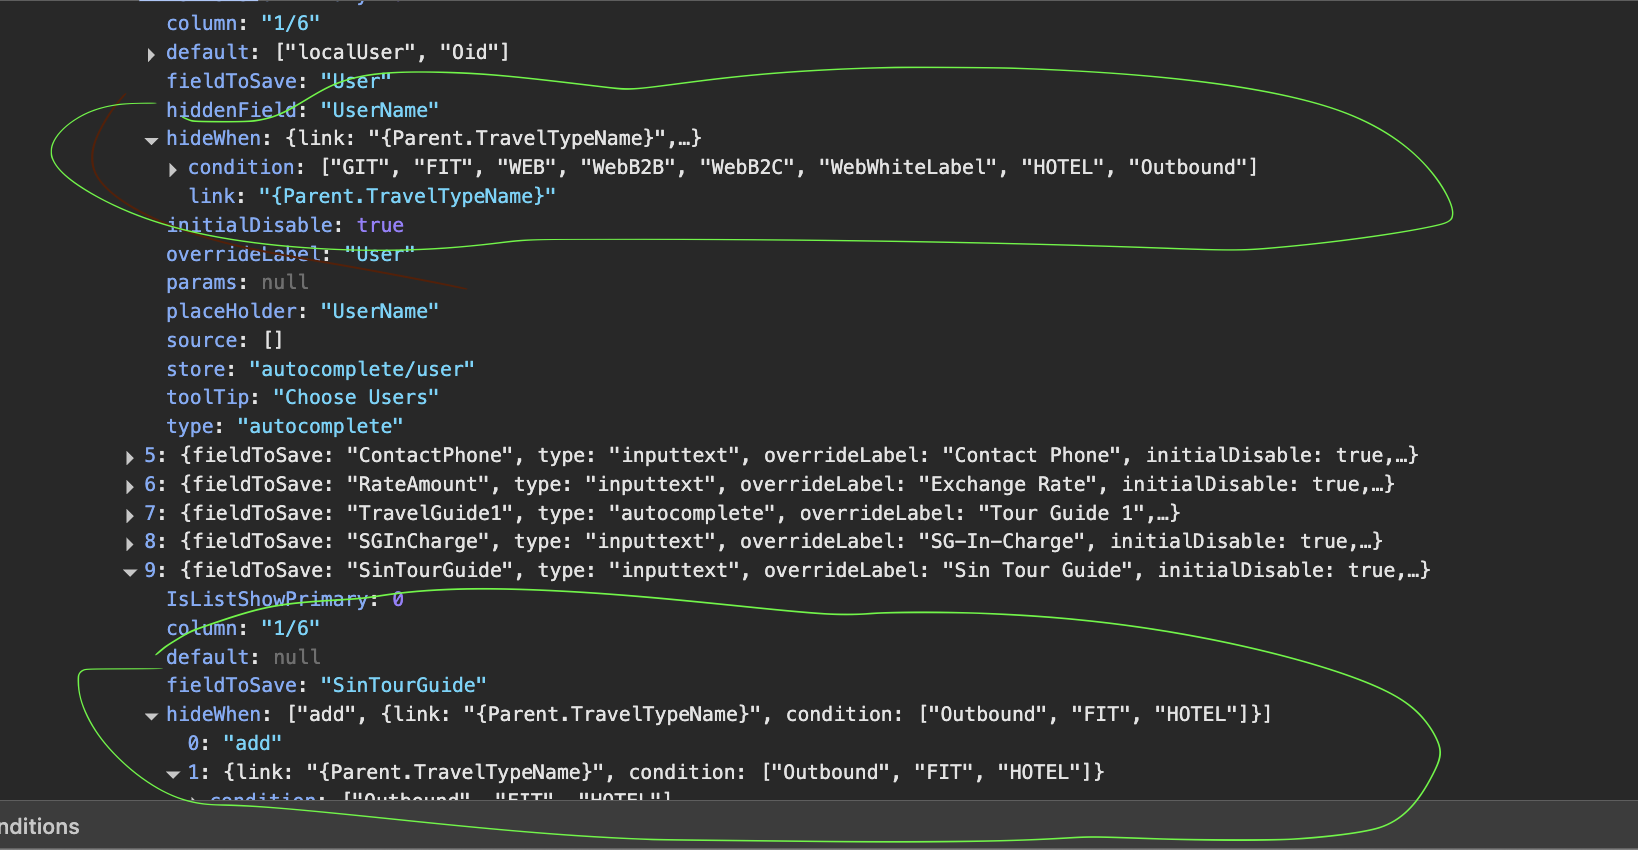 column: "1/6"
default: ["localUser", "Oid"]
fieldToSave: "User"
hiddenField: "UserName"
hideWhen: {link: "{Parent.TravelTypeName}",…}
condition: ["GIT", "FIT", "WEB", "WebB2B", "WebB2C", "WebWhiteLabel", "HOTEL", "Outbound"]
link: "{Parent.TravelTypeName}"
initialDisable: true
overrideLabel: "User"
params: null
placeHolder: "UserName"
source: []
store: "autocomplete/user"
toolTip: "Choose Users"
type: "autocomplete"
5: {fieldToSave: "ContactPhone", type: "inputtext", overrideLabel: "Contact Phone", initialDisable: true,…}
6: {fieldToSave: "RateAmount", type: "inputtext", overrideLabel: "Exchange Rate", initialDisable: true,…}
7: {fieldToSave: "TravelGuide1", type: "autocomplete", overrideLabel: "Tour Guide 1",…}
8: {fieldToSave: "SGInCharge", type: "inputtext", overrideLabel: "SG-In-Charge", initialDisable: true,…}
9: {fieldToSave: "SinTourGuide", type: "inputtext", overrideLabel: "Sin Tour Guide", initialDisable: true,…}
IsListShowPrimary: 0
column: "1/6"
default: null
fieldToSave: "SinTourGuide"
hideWhen: ["add", {link: "{Parent.TravelTypeName}", condition: ["Outbound", "FIT", "HOTEL"]}]
0: "add"
1: {link: "{Parent.TravelTypeName}", condition: ["Outbound", "FIT", "HOTEL"]}
condition: ["Outbound", "FIT", "HOTEL"]
nditions